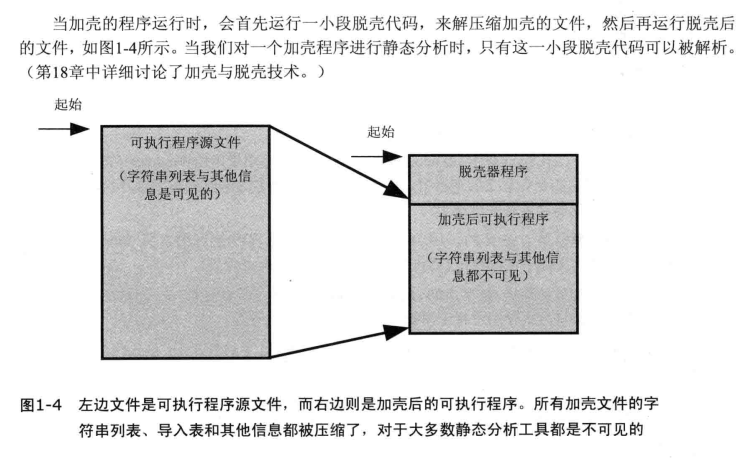 当加壳的程序运行时，会首先运行一小段脱壳代码，来解压缩加壳的文件，然后再运行脱壳后
的文件，如图1-4所示。当我们对一个加壳程序进行静态分析时，只有这一小段脱壳代码可以被解析。
（第18章中详细讨论了加壳与脱壳技术。）
起始
可执行程序源文件
（字符串列表与其他信
息是可见的）
起始
脱壳器程序
加壳后可执行程序
（字符串列表与其他信
息都不可见）
图1-4 左边文件是可执行程序源文件，而右边则是加壳后的可执行程序。所有加壳文件的字
符串列表、导入表和其他信息都被压缩了，对于大多数静态分析工具都是不可见的